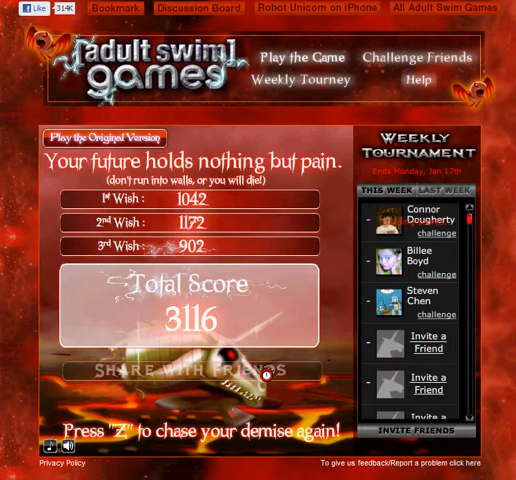 Like 314K Bookmark Discussion Board Robot Unicorn on iPhone All Adult Swim Games
[adult swim]
games
Play the Game Challenge Friends
Weekly Tourney Help
Play the Original Version
Your future holds nothing but pain.
(don't run into walls, or you will die!)
1st Wish : 1042
2nd Wish : 1172
3rd Wish : 902
Total Score
3116
SHARE WITH FRIENDS
Press "Z" to chase your demise again!
Weekly
Tournament
Ends Monday, Jan 17th
THIS WEEK LAST WEEK
- Connor
Dougherty
challenge
- Billee
Boyd
challenge
- Steven
Chen
challenge
- Invite a
Friend
- Invite a
Friend
- Invite a
INVITE FRIENDS
Privacy Policy To give us feedback/Report a problem click here